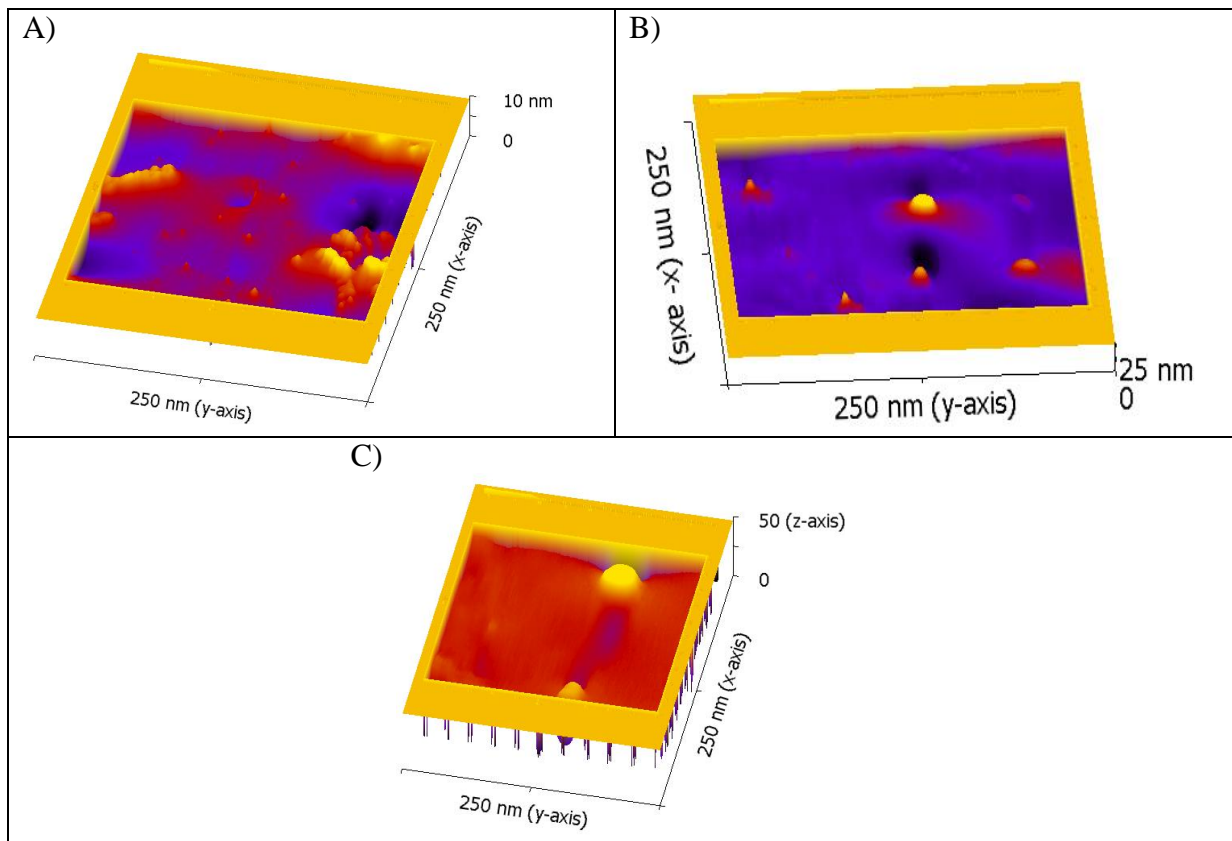 A)
10 nm
0
250 nm (x-axis)
250 nm (y-axis)
B)
250 nm (x- axis)
250 nm (y-axis)
25 nm
0
C)
50 (z-axis)
0
250 nm (x-axis)
250 nm (y-axis)